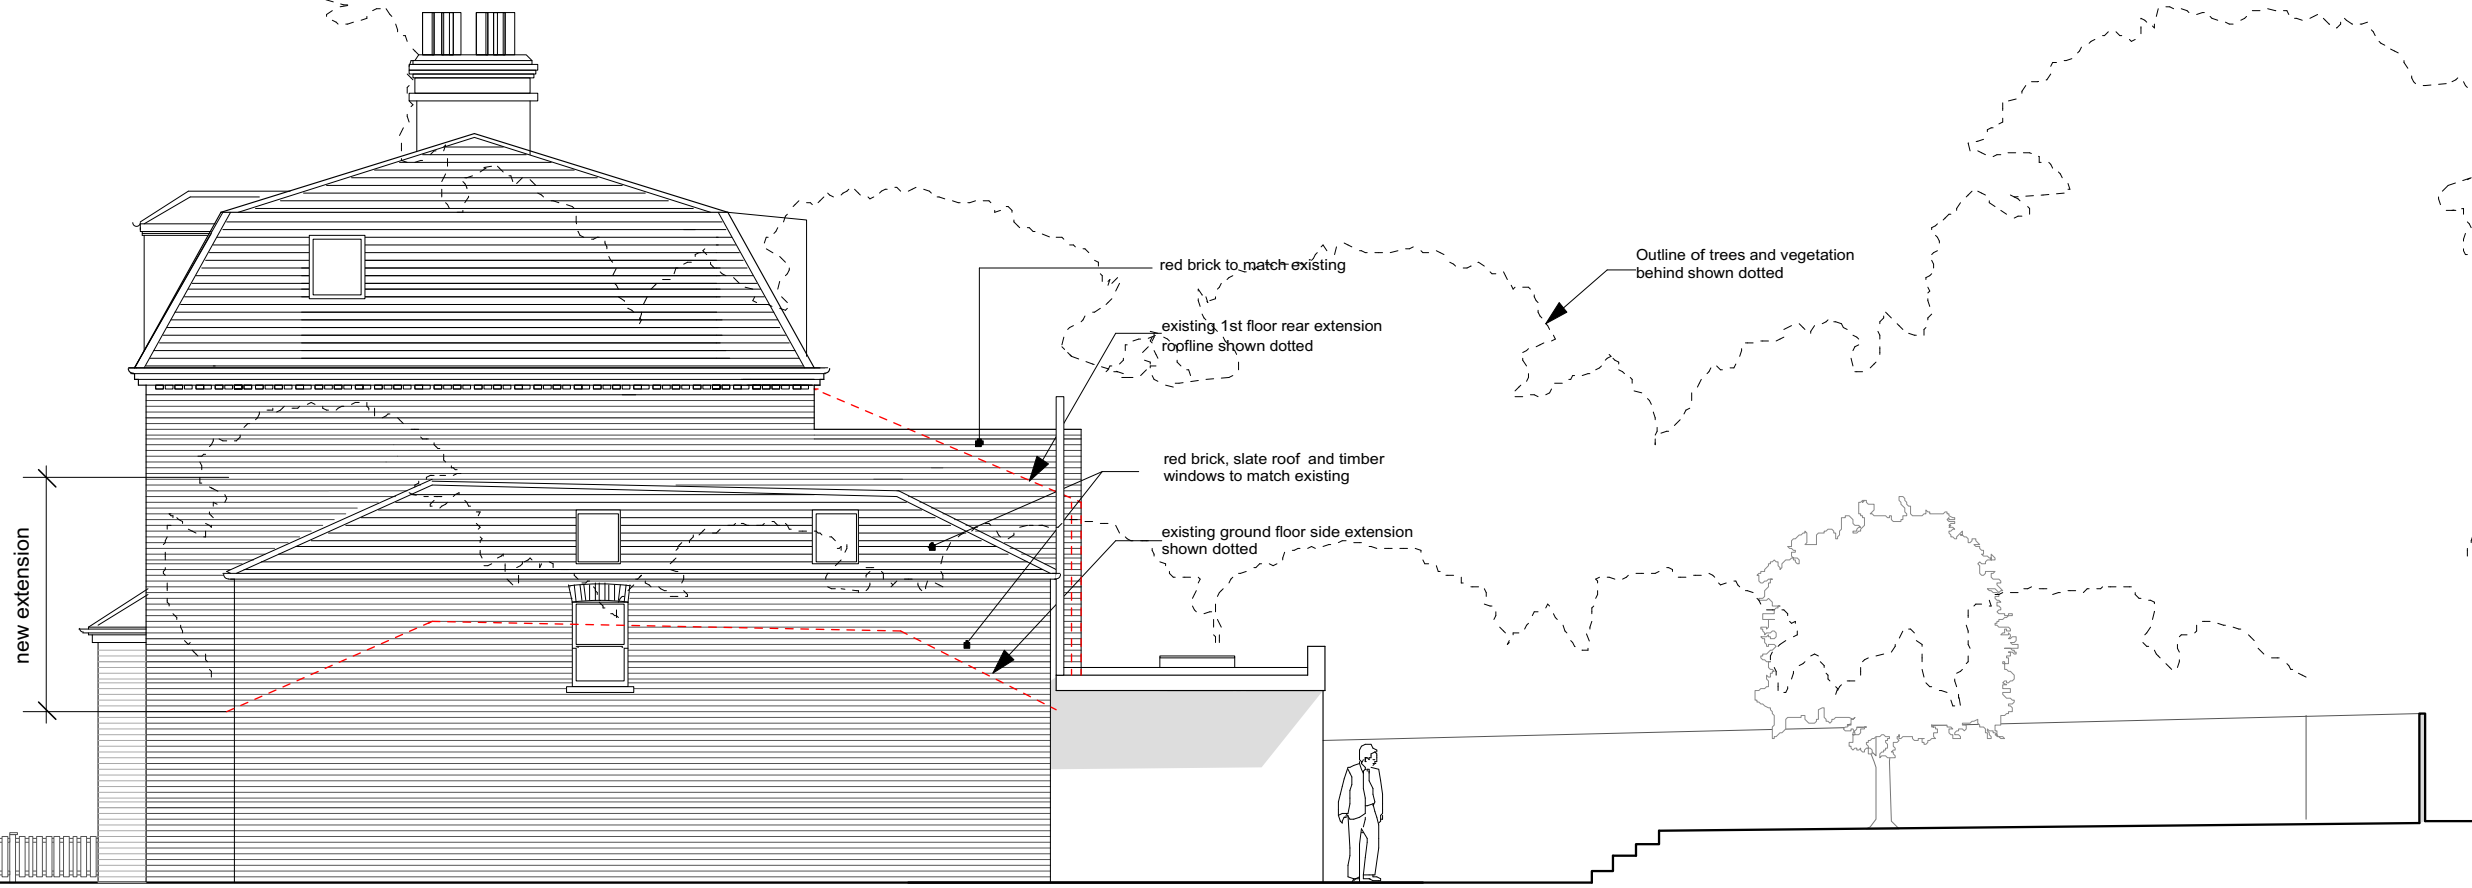 red brick to match existing
Outline of trees and vegetation
behind shown dotted
existing 1st floor rear extension
roofline shown dotted
red brick, slate roof and timber
windows to match existing
existing ground floor side extension
shown dotted
new extension